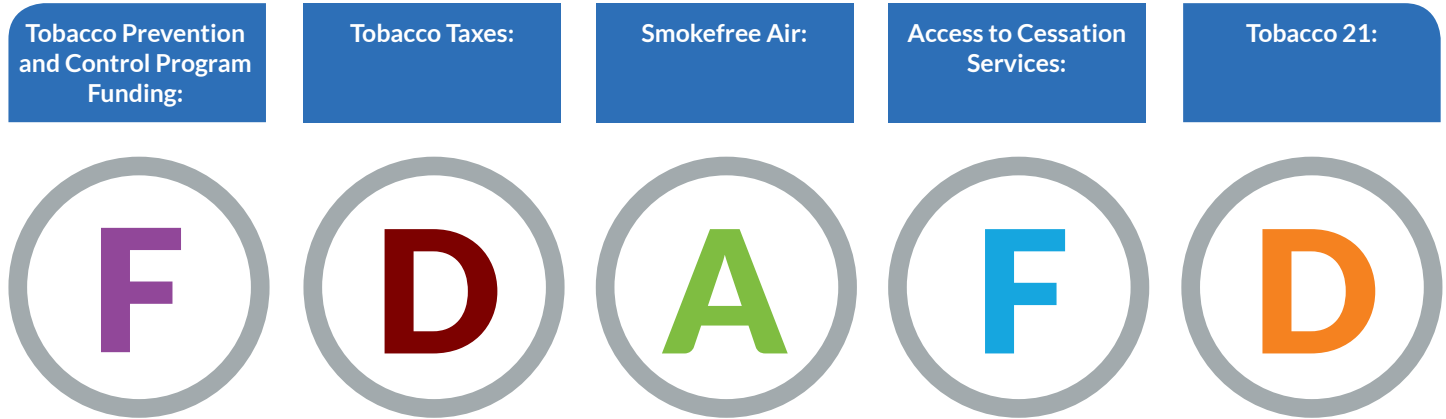 Tobacco Prevention
and Control Program
Funding:
Tobacco Taxes:
Smokefree Air:
Access to Cessation
Services:
Tobacco 21:
F
D
A
F
D